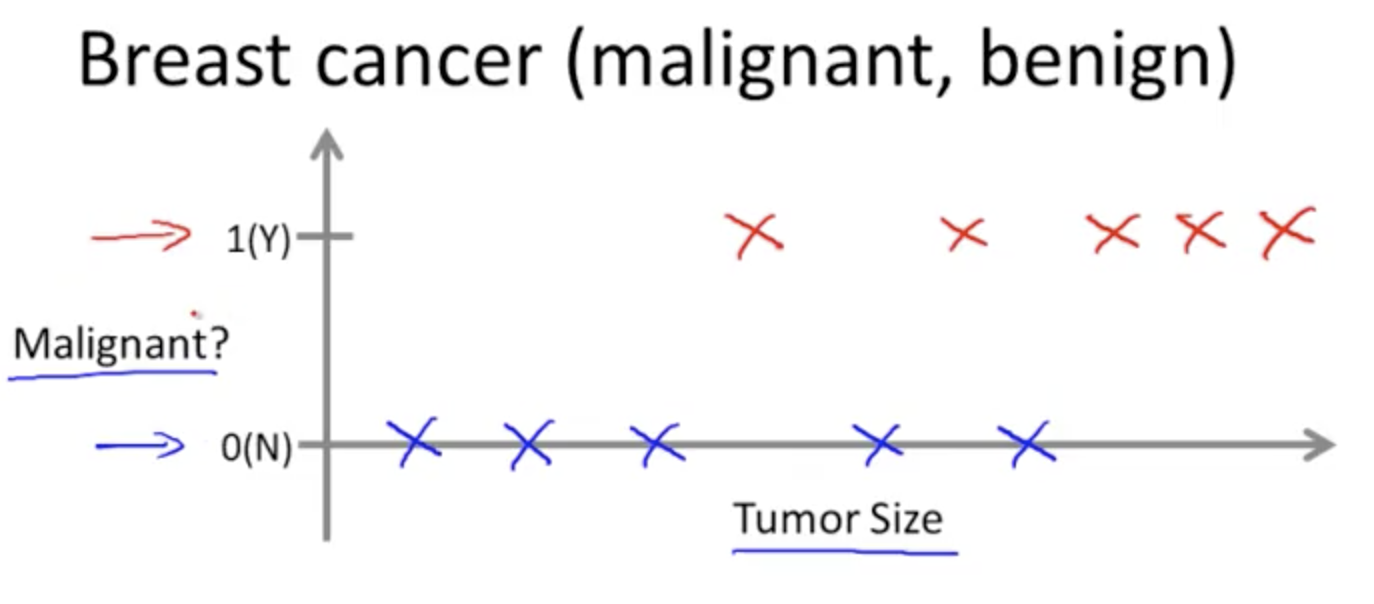 Breast cancer (malignant, benign)
1(Y)
Malignant?
0(N)
Tumor Size